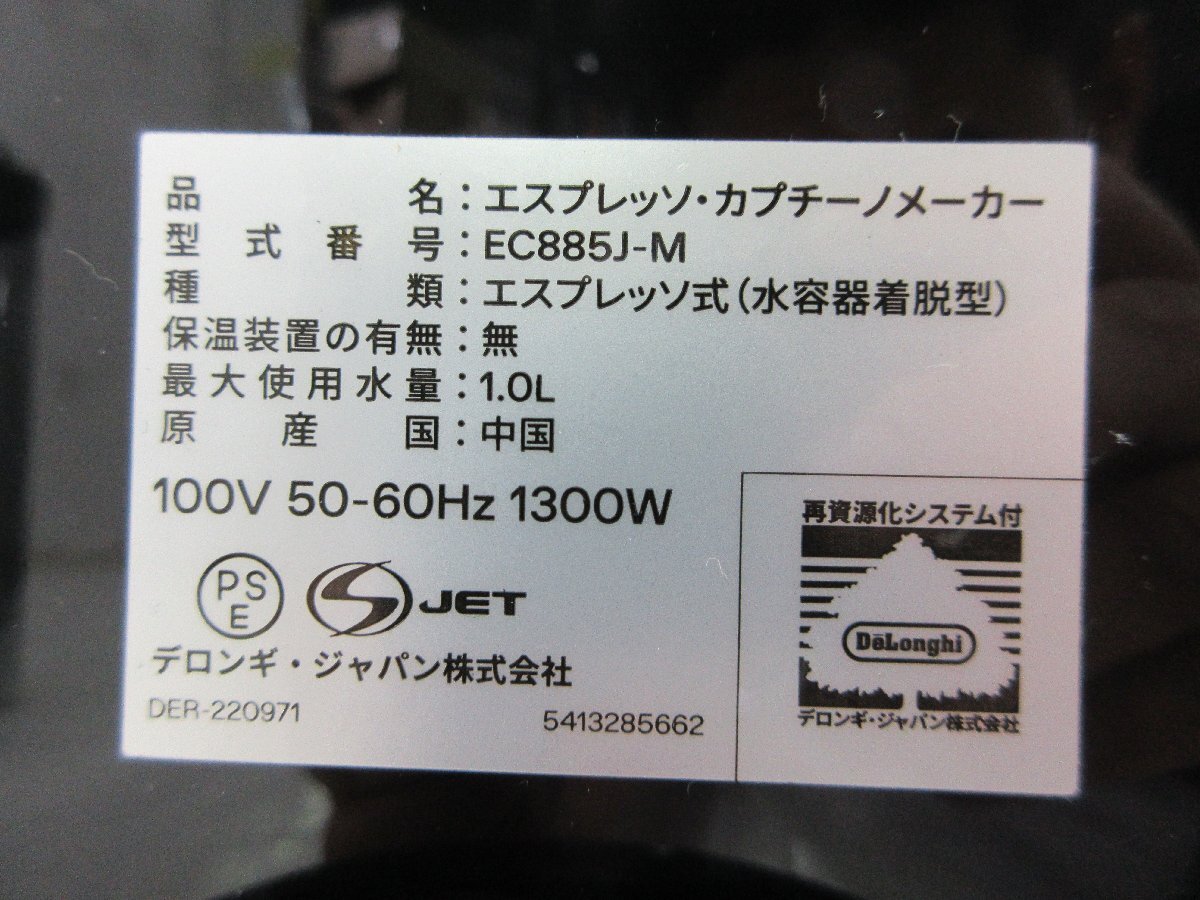 品名：エスプレッソ・カプチーノメーカー
型式番号：EC885J-M
種類：エスプレッソ式（水容器着脱型）
保温装置の有無：無
最大使用水量：1.0L
原産国：中国
100V 50-60Hz 1300W
PS
E
S JET
デロンギ・ジャパン株式会社
DER-220971
5413285662
再資源化システム付
DeLonghi
デロンギ・ジャパン株式会社